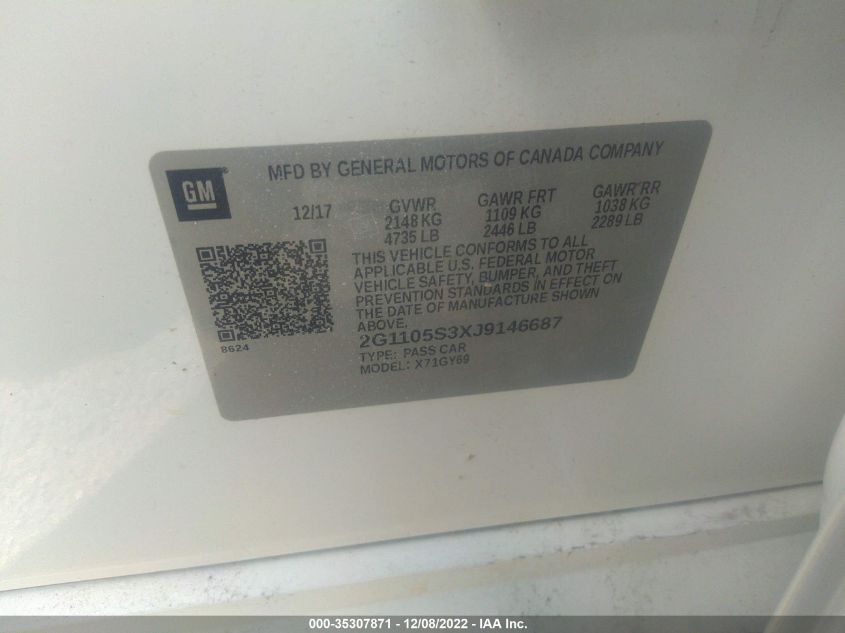 MFD BY GENERAL MOTORS OF CANADA COMPANY
GM
12/17 GVWR GAWR FRT GAWR RR
2148 KG 1109 KG 1038 KG
4735 LB 2446 LB 2289 LB
THIS VEHICLE CONFORMS TO ALL
APPLICABLE U.S. FEDERAL MOTOR
VEHICLE SAFETY, BUMPER, AND THEFT
PREVENTION STANDARDS IN EFFECT ON
THE DATE OF MANUFACTURE SHOWN
ABOVE.
8624
2G1105S3XJ9146687
TYPE: PASS CAR
MODEL: X71GY69
000-35307871 - 12/08/2022 - IAA Inc.